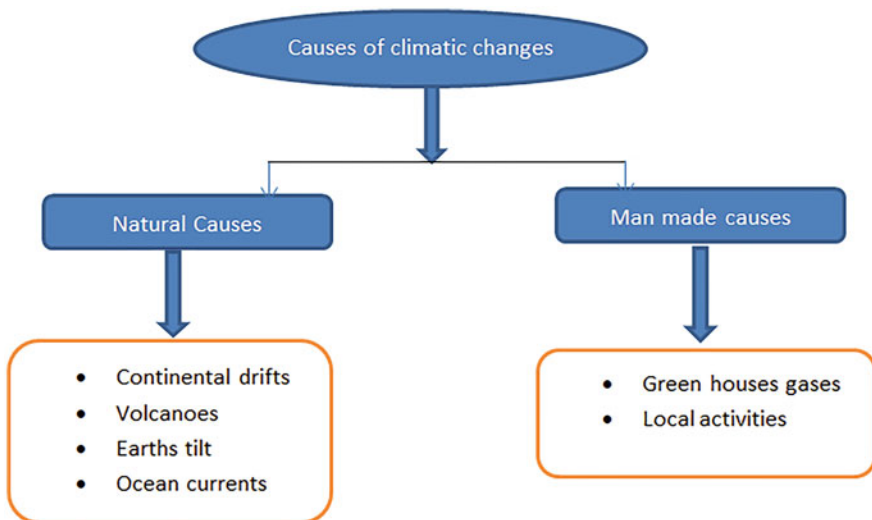 Causes of climatic changes
Natural Causes
Man made causes
• Continental drifts
• Volcanoes
• Earths tilt
• Ocean currents
• Green houses gases
• Local activities